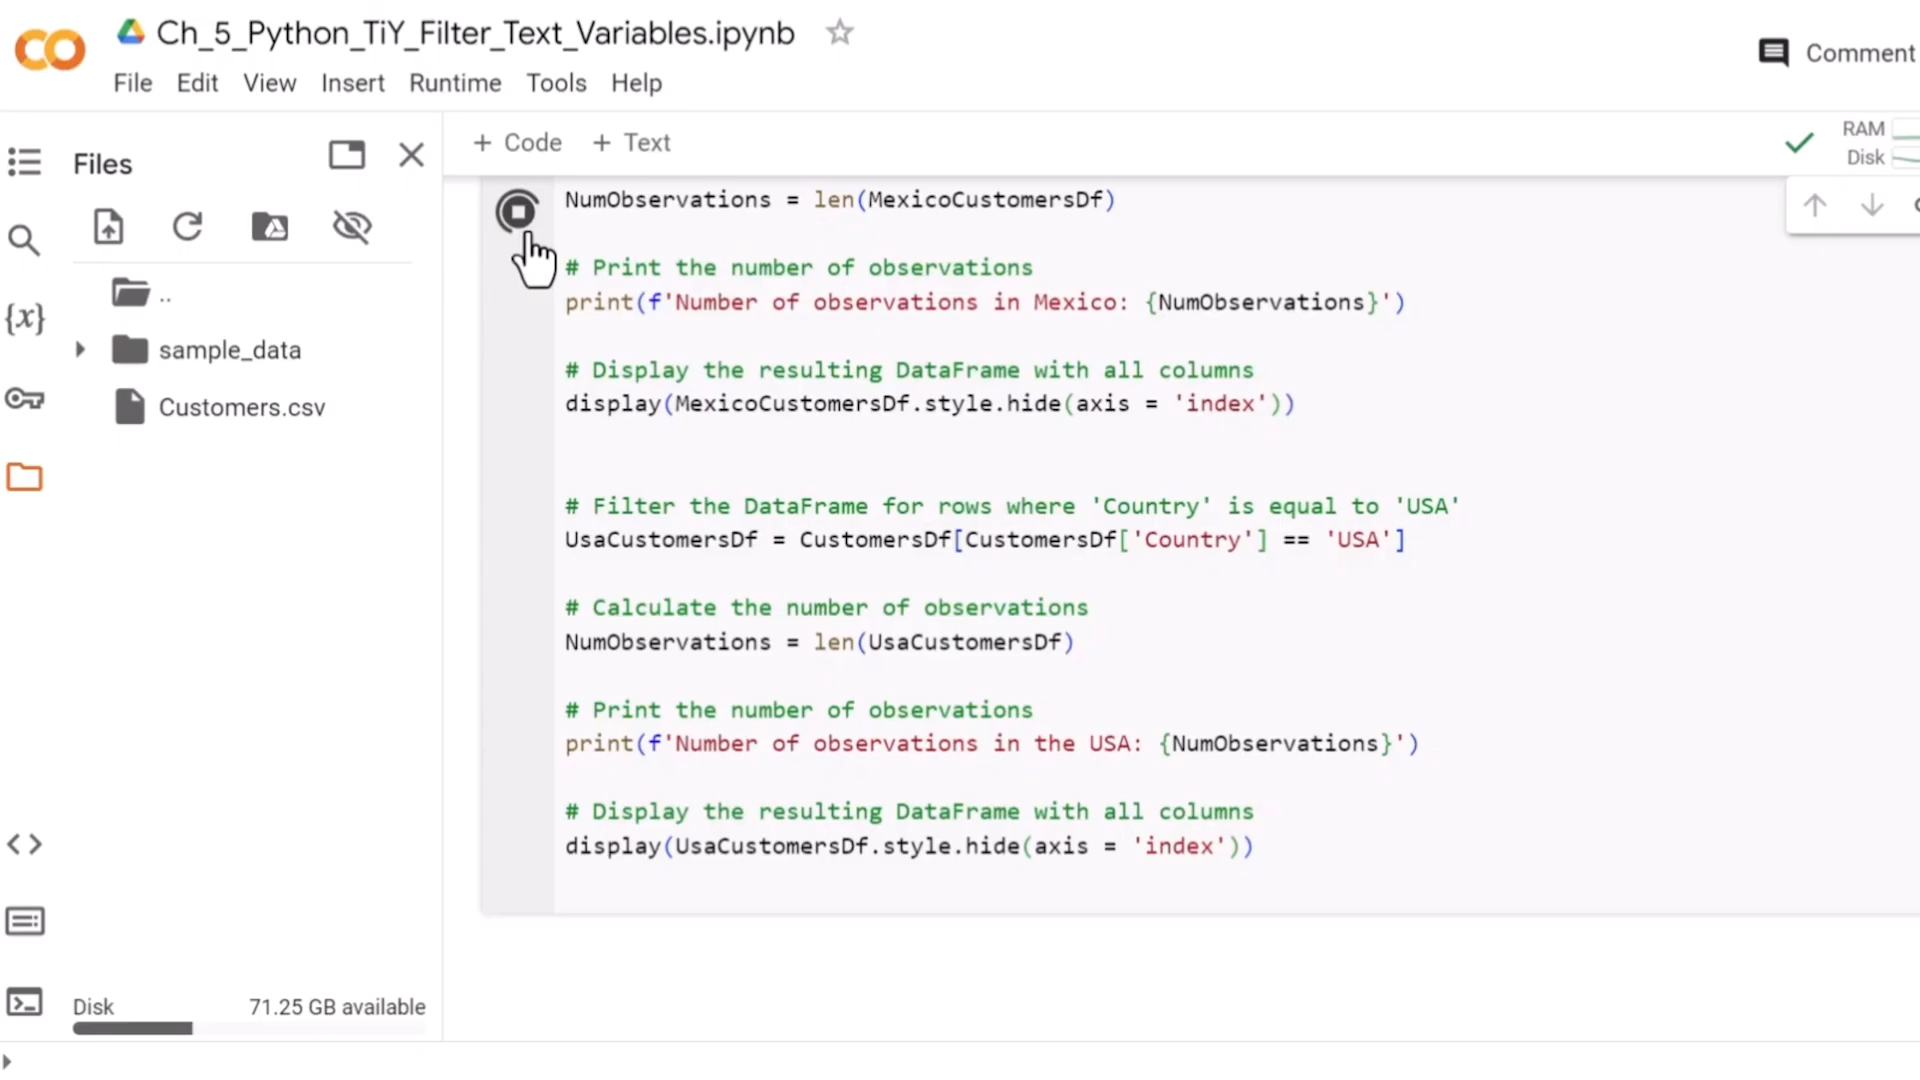 Ch_5_Python_TiY_Filter_Text_Variables.ipynb
File Edit View Insert Runtime Tools Help
Comment
Files
+ Code + Text
RAM
Disk
..
sample_data
Customers.csv
{x}
NumObservations = len(MexicoCustomersDf)
# Print the number of observations
print(f'Number of observations in Mexico: {NumObservations}')
# Display the resulting DataFrame with all columns
display(MexicoCustomersDf.style.hide(axis = 'index'))
# Filter the DataFrame for rows where 'Country' is equal to 'USA'
UsaCustomersDf = CustomersDf[CustomersDf['Country'] == 'USA']
# Calculate the number of observations
NumObservations = len(UsaCustomersDf)
# Print the number of observations
print(f'Number of observations in the USA: {NumObservations}')
# Display the resulting DataFrame with all columns
display(UsaCustomersDf.style.hide(axis = 'index'))
Disk 71.25 GB available